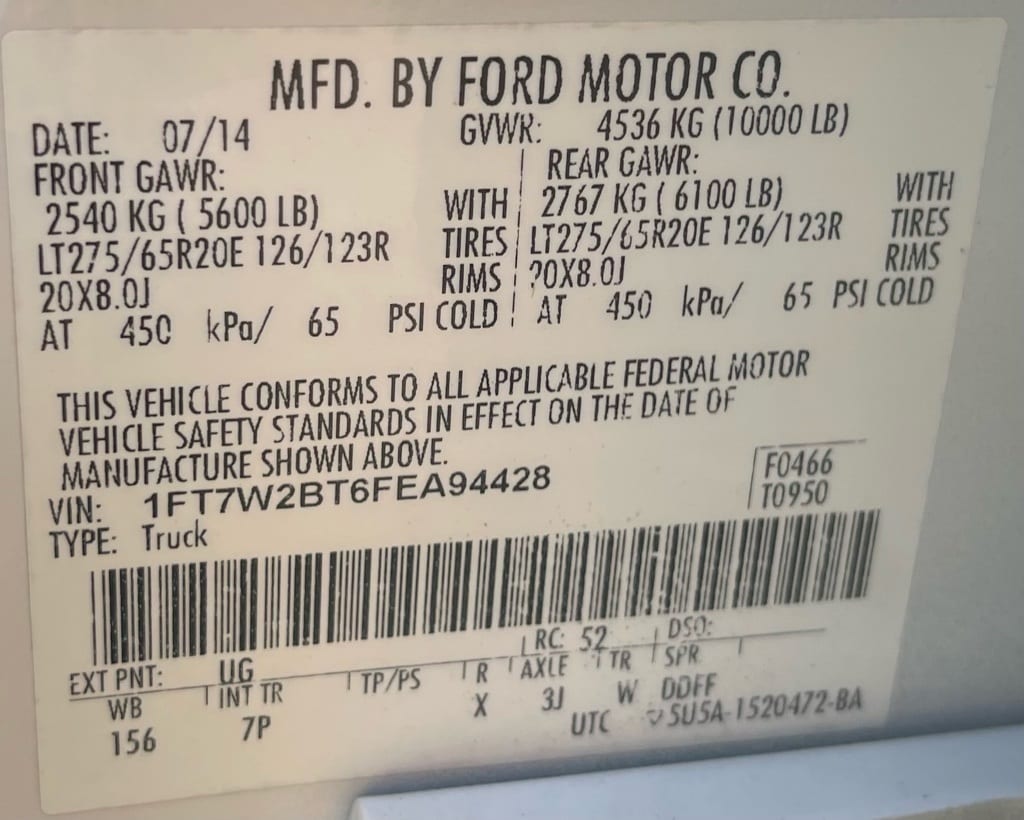 MFD. BY FORD MOTOR CO.
DATE: 07/14 GVWR: 4536 KG (10000 LB)
FRONT GAWR: REAR GAWR:
2540 KG ( 5600 LB) WITH 2767 KG ( 6100 LB) WITH
LT275/65R20E 126/123R TIRES LT275/65R20E 126/123R TIRES
20X8.0J RIMS 20X8.0J RIMS
AT 450 kPa/ 65 PSI COLD AT 450 kPa/ 65 PSI COLD
THIS VEHICLE CONFORMS TO ALL APPLICABLE FEDERAL MOTOR
VEHICLE SAFETY STANDARDS IN EFFECT ON THE DATE OF
MANUFACTURE SHOWN ABOVE.
F0466
VIN: 1FT7W2BT6FEA94428
T0950
TYPE: Truck
RC: 52 DSO:
EXT PNT: UG
WB INT TR TP/PS R AXLE TR SPR
156 7P X 3J W DDFF
UTC ▽5U5A-1520472-BA